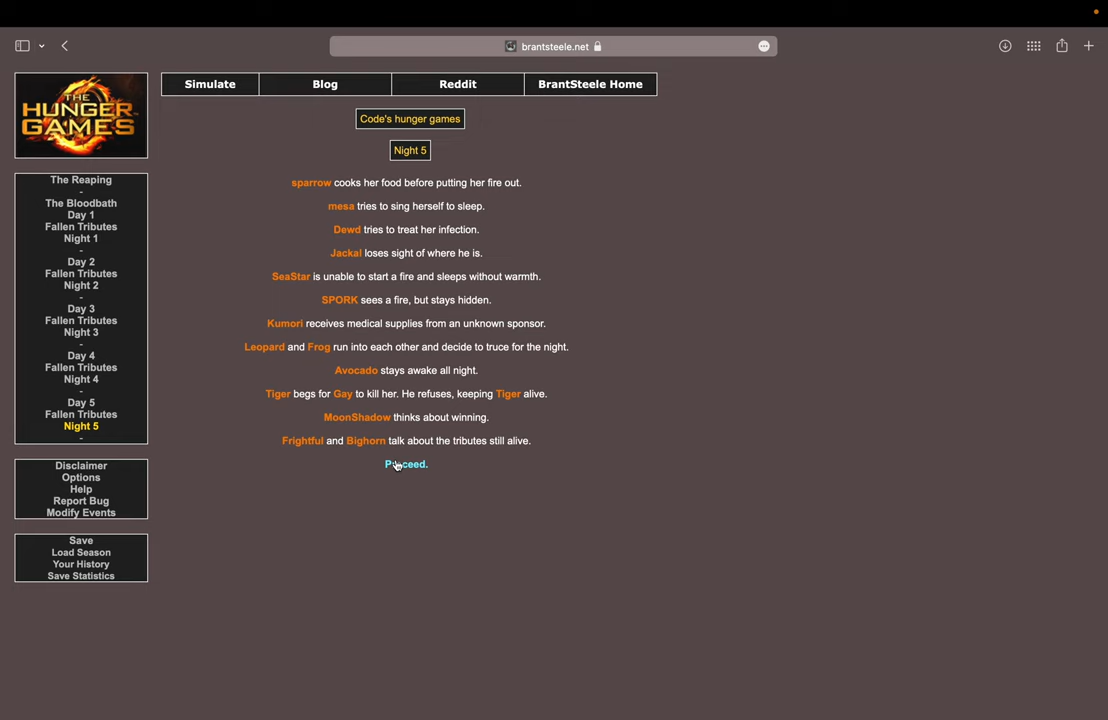 brantsteele.net
THE
HUNGER
GAMES
Simulate Blog Reddit BrantSteele Home
Code's hunger games
Night 5
The Reaping
-
The Bloodbath
Day 1
Fallen Tributes
Night 1
-
Day 2
Fallen Tributes
Night 2
-
Day 3
Fallen Tributes
Night 3
-
Day 4
Fallen Tributes
Night 4
-
Day 5
Fallen Tributes
Night 5
-
Disclaimer
Options
Help
Report Bug
Modify Events
Save
Load Season
Your History
Save Statistics
sparrow cooks her food before putting her fire out.
mesa tries to sing herself to sleep.
Dewd tries to treat her infection.
Jackal loses sight of where he is.
SeaStar is unable to start a fire and sleeps without warmth.
SPORK sees a fire, but stays hidden.
Kumori receives medical supplies from an unknown sponsor.
Leopard and Frog run into each other and decide to truce for the night.
Avocado stays awake all night.
Tiger begs for Gay to kill her. He refuses, keeping Tiger alive.
MoonShadow thinks about winning.
Frightful and Bighorn talk about the tributes still alive.
Proceed.